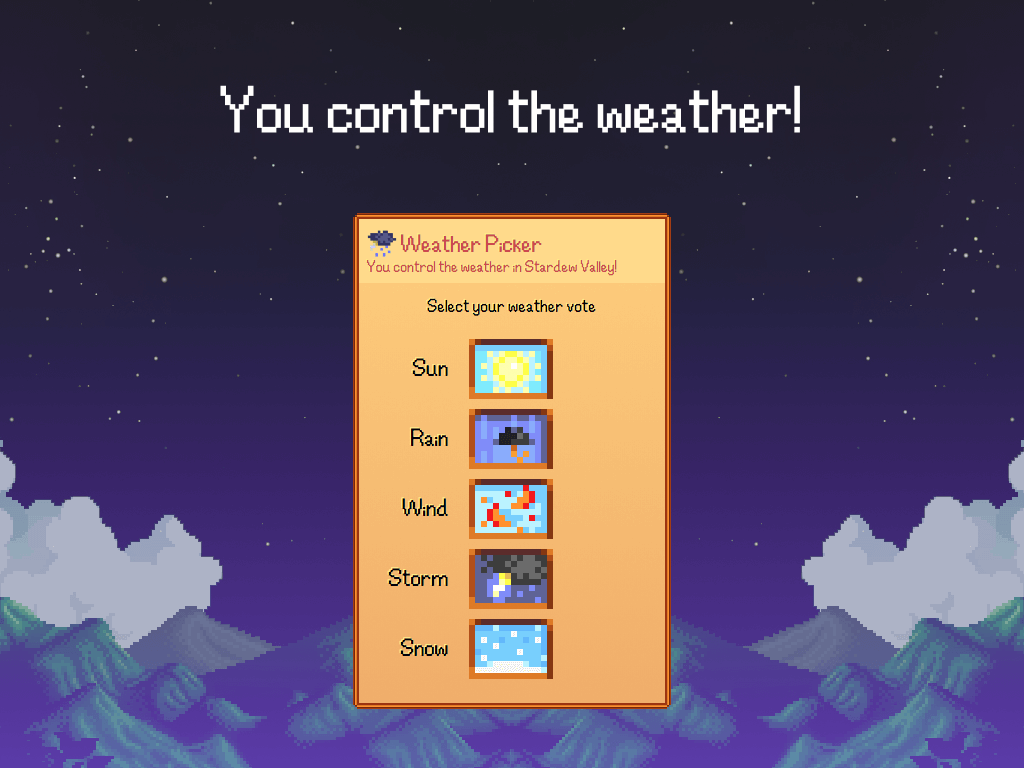 You control the weather!
Weather Picker
You control the weather in Stardew Valley!
Select your weather vote
Sun
Rain
Wind
Storm
Snow